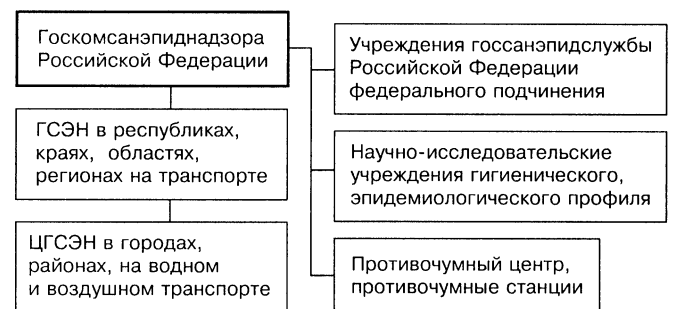 Госкомсанэпиднадзора
Российской Федерации
ГСЭН в республиках,
краях, областях,
регионах на транспорте
ЦГСЭН в городах,
районах, на водном
и воздушном транспорте
Учреждения госсанэпидслужбы
Российской Федерации
федерального подчинения
Научно-исследовательские
учреждения гигиенического,
эпидемиологического профиля
Противочумный центр,
противочумные станции